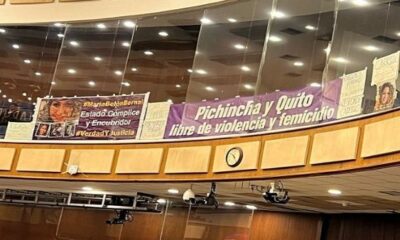 #MaríaBelénBernal
Estado Cómplice y
Encubridor
#VerdadYJusticia
Pichincha y Quito
libre de violencia y femicidio